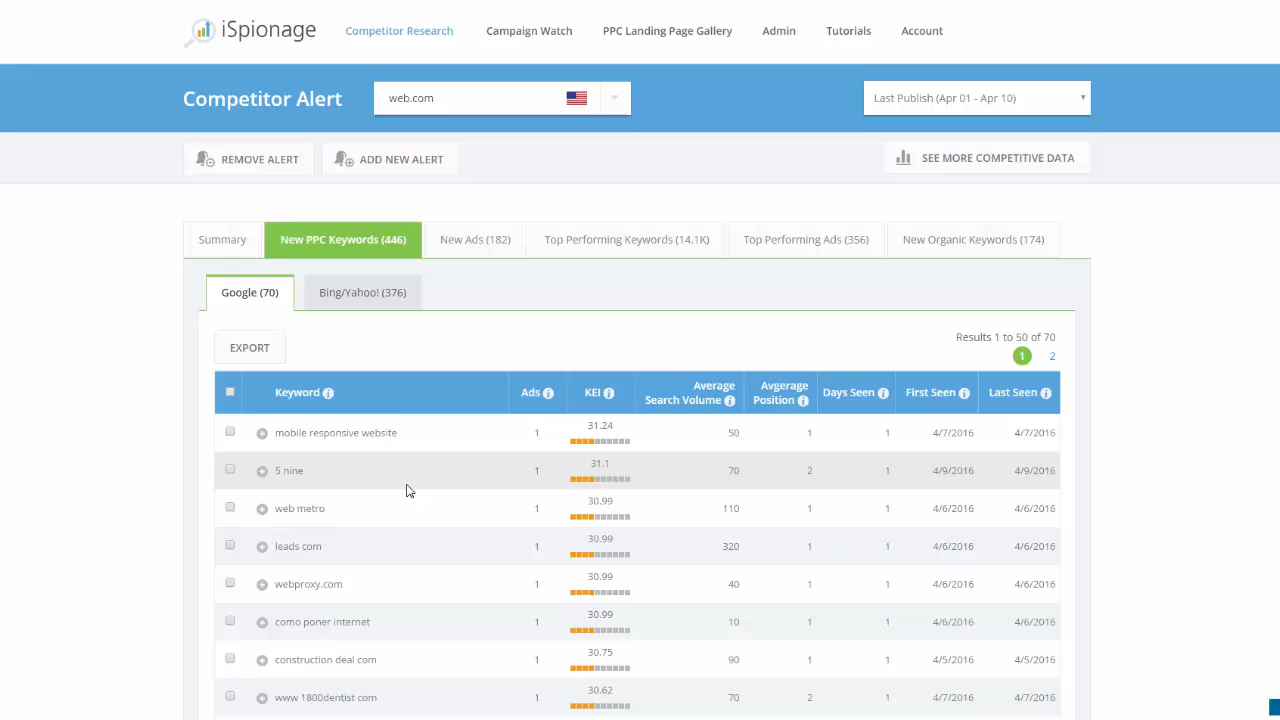 iSpionage Competitor Research Campaign Watch PPC Landing Page Gallery Admin Tutorials Account
Competitor Alert web.com Last Publish (Apr 01 - Apr 10)
REMOVE ALERT ADD NEW ALERT SEE MORE COMPETITIVE DATA
Summary New PPC Keywords (446) New Ads (182) Top Performing Keywords (14.1K) Top Performing Ads (356) New Organic Keywords (174)
Google (70) Bing/Yahoo! (376)
Results 1 to 50 of 70
EXPORT
1 2
Keyword Ads KEI Average Search Volume Avgerage Position Days Seen First Seen Last Seen
mobile responsive website 1 31.24 50 1 1 4/7/2016 4/7/2016
5 nine 1 31.1 70 2 1 4/9/2016 4/9/2016
web metro 1 30.99 110 1 1 4/6/2016 4/6/2016
leads com 1 30.99 320 1 1 4/6/2016 4/6/2016
webproxy.com 1 30.99 40 1 1 4/6/2016 4/6/2016
como poner internet 1 30.99 10 1 1 4/6/2016 4/6/2016
construction deal com 1 30.75 90 1 1 4/5/2016 4/5/2016
www 1800dentist com 1 30.62 70 2 1 4/7/2016 4/7/2016